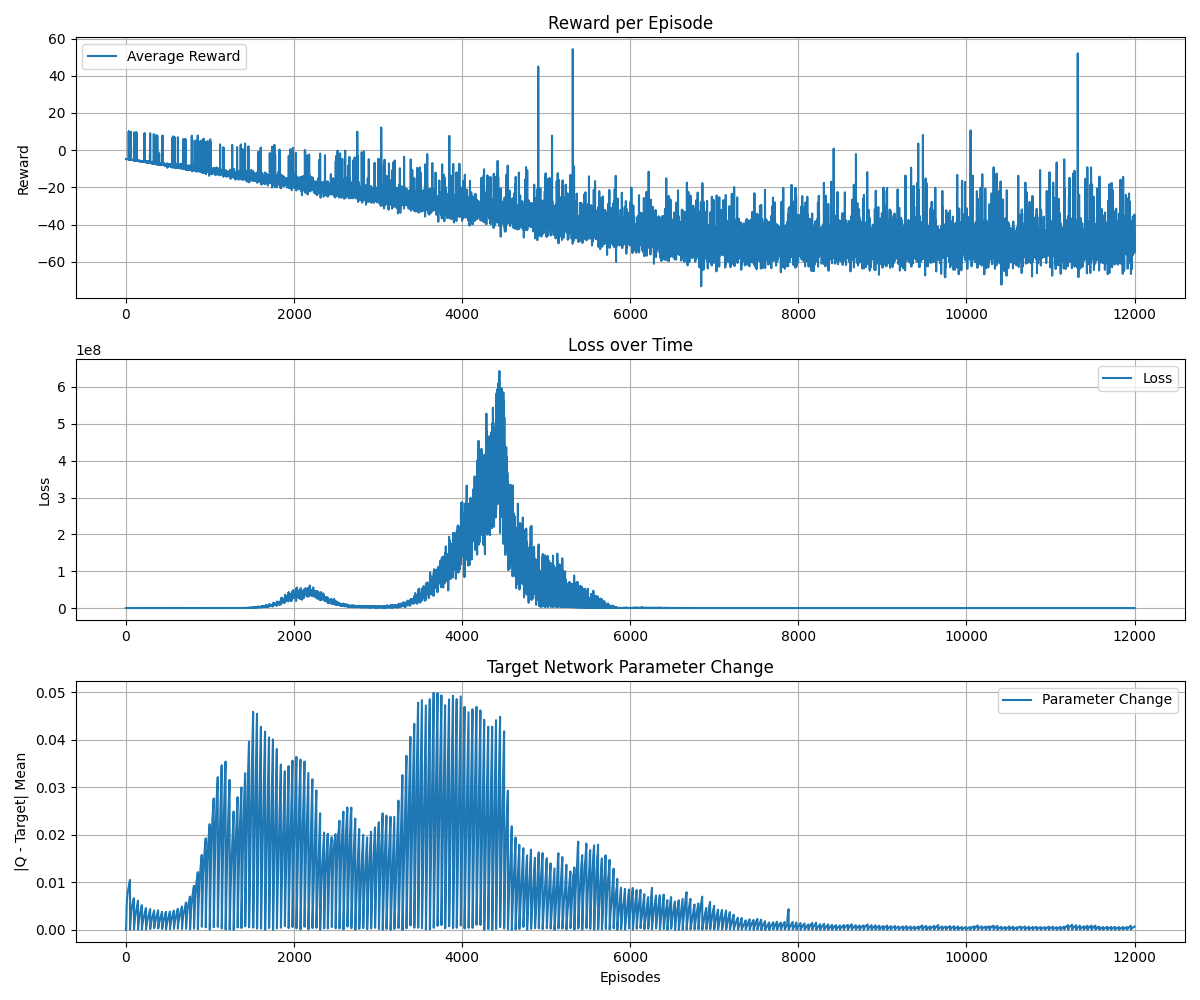 Reward per Episode
Average Reward
Reward
60
40
20
0
−20
−40
−60
0 2000 4000 6000 8000 10000 12000
Loss over Time
1e8
Loss
Loss
6
5
4
3
2
1
0
0 2000 4000 6000 8000 10000 12000
Target Network Parameter Change
Parameter Change
|Q - Target| Mean
0.05
0.04
0.03
0.02
0.01
0.00
0 2000 4000 6000 8000 10000 12000
Episodes